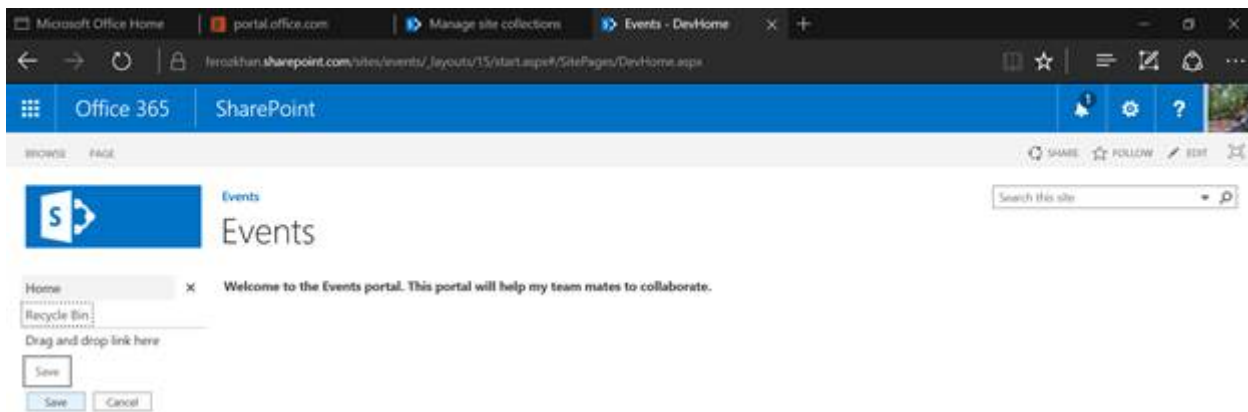 Microsoft Office Home
portal.office.com
Manage site collections
Events - DevHome
ferozkhan.sharepoint.com/sites/events/_layouts/15/start.aspx#/SitePages/DevHome.aspx
Office 365
SharePoint
1
?
BROWSE PAGE
SHARE FOLLOW EDIT
S
Events
Search this site
Events
Home
Welcome to the Events portal. This portal will help my team mates to collaborate.
Recycle Bin
Drag and drop link here
Save
Save Cancel